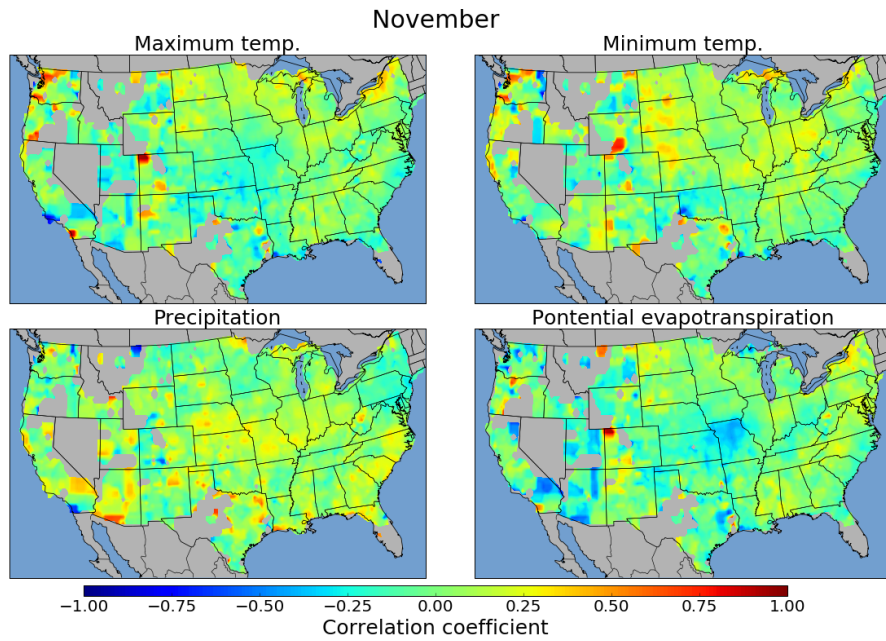 November
Maximum temp.
Minimum temp.
Precipitation
Pontential evapotranspiration
−1.00 −0.75 −0.50 −0.25 0.00 0.25 0.50 0.75 1.00
Correlation coefficient